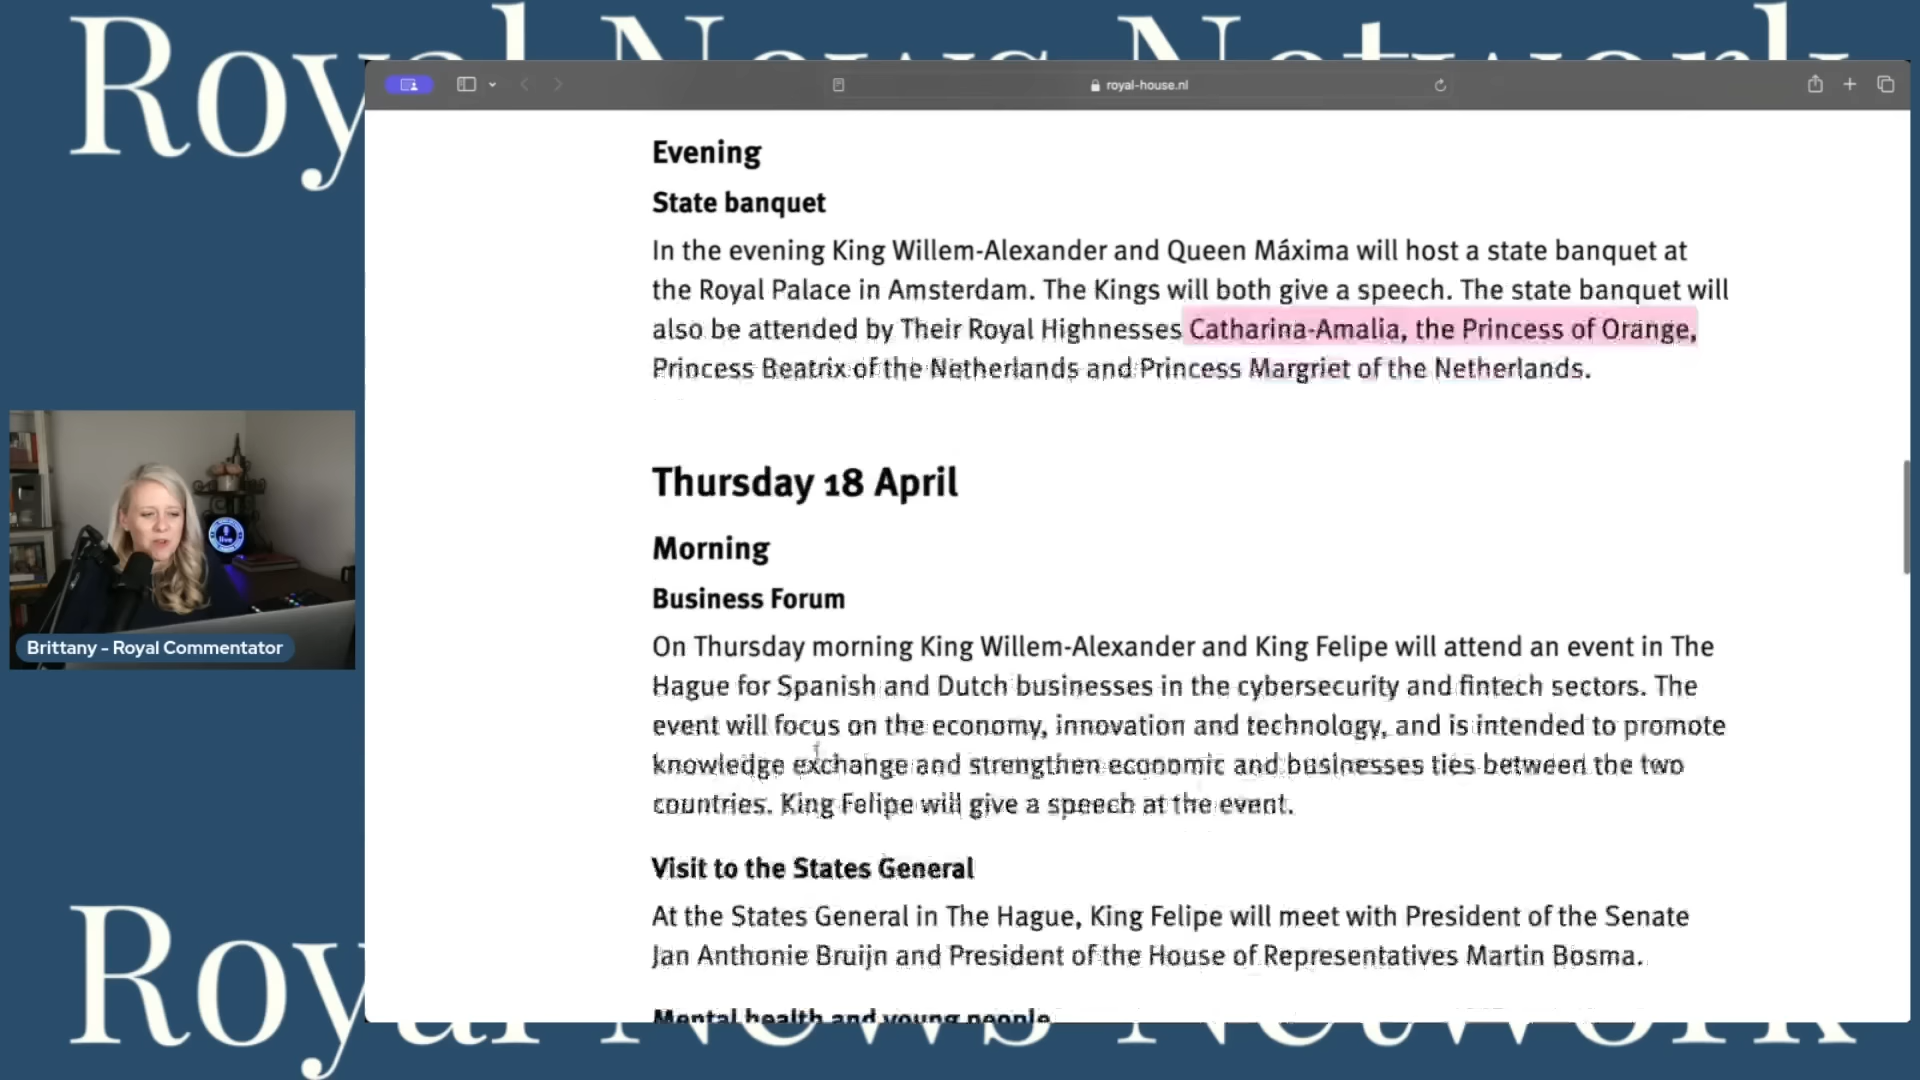 Royal News Network
royal-house.nl
Evening
State banquet
In the evening King Willem-Alexander and Queen Máxima will host a state banquet at
the Royal Palace in Amsterdam. The Kings will both give a speech. The state banquet will
also be attended by Their Royal Highnesses Catharina-Amalia, the Princess of Orange,
Princess Beatrix of the Netherlands and Princess Margriet of the Netherlands.
Thursday 18 April
Morning
Business Forum
On Thursday morning King Willem-Alexander and King Felipe will attend an event in The
Hague for Spanish and Dutch businesses in the cybersecurity and fintech sectors. The
event will focus on the economy, innovation and technology, and is intended to promote
knowledge exchange and strengthen economic and businesses ties between the two
countries. King Felipe will give a speech at the event.
Visit to the States General
At the States General in The Hague, King Felipe will meet with President of the Senate
Jan Anthonie Bruijn and President of the House of Representatives Martin Bosma.
Mental health and young people
Brittany - Royal Commentator
live
Royal News Network